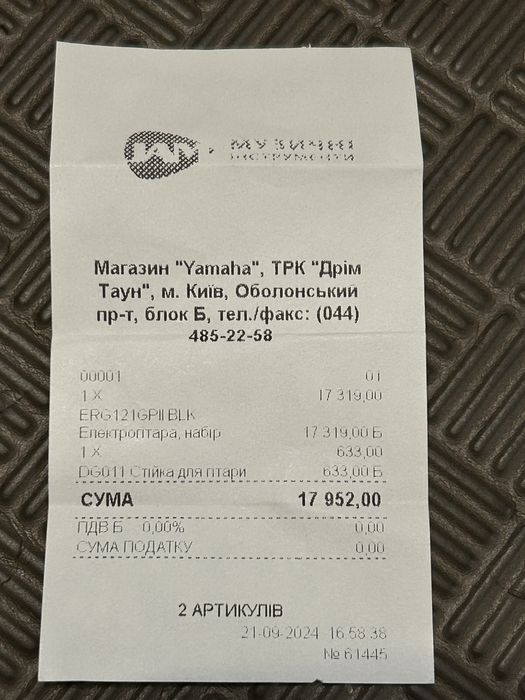 JAM
МУЗИЧНІ
ІНСТРУМЕНТИ
Магазин "Yamaha", ТРК "Дрім
Таун", м. Київ, Оболонський
пр-т, блок Б, тел./факс: (044)
485-22-58
00001 01
1 X 17 319,00
ERG121GPII BLK
Електрогітара, набір 17 319,00 Б
1 X 633,00
DG011 Стійка для гітари 633,00 Б
СУМА 17 952,00
ПДВ Б 0,00% 0,00
СУМА ПОДАТКУ 0,00
2 АРТИКУЛІВ
21-09-2024 16:58:38
№ 61445